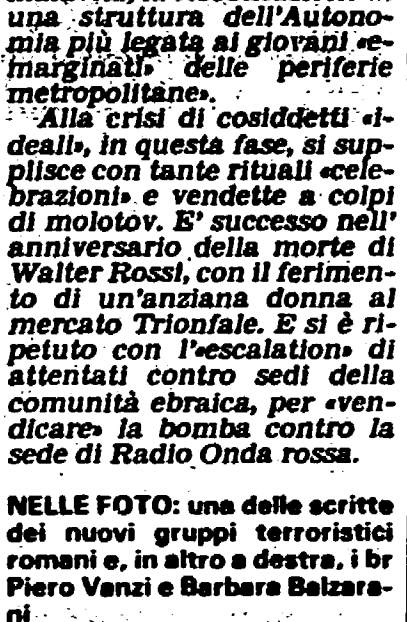 una struttura dell'Autono-
mia più legata ai giovani «e-
marginati» delle periferie
metropolitane».
Alla crisi di cosiddetti «i-
deali», in questa fase, si sup-
plisce con tante rituali «cele-
brazioni» e vendette a colpi
di molotov. E' successo nell'
anniversario della morte di
Walter Rossi, con il ferimen-
to di un'anziana donna al
mercato Trionfale. E si è ri-
petuto con l'«escalation» di
attentati contro sedi della
comunità ebraica, per «ven-
dicare» la bomba contro la
sede di Radio Onda rossa.
NELLE FOTO: una delle scritte
dei nuovi gruppi terroristici
romani e, in altro a destra, i br
Piero Vanzi e Barbara Balzara-
ni